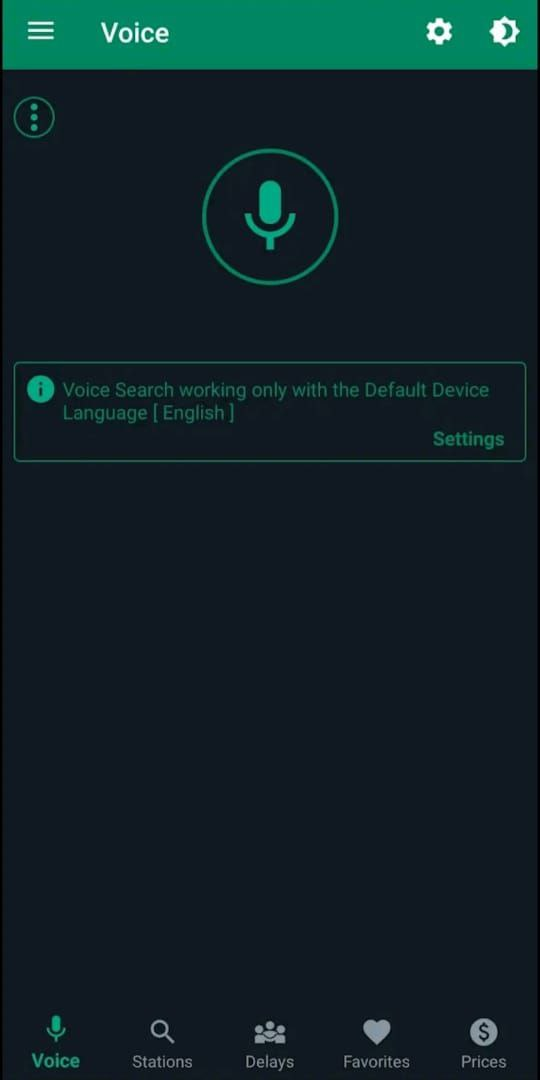 Voice
Voice Search working only with the Default Device
Language [ English ]
Settings
Voice
Stations
Delays
Favorites
Prices